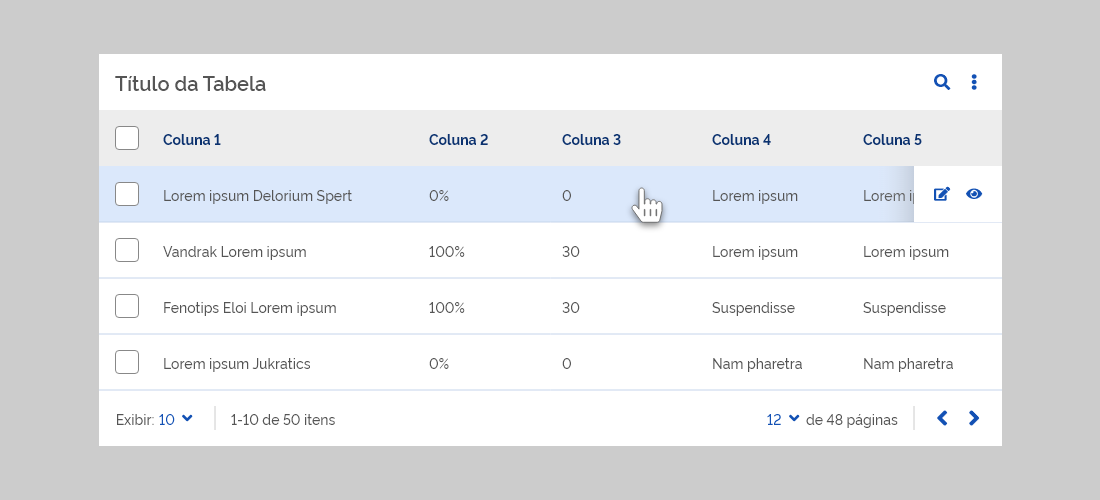 Título da Tabela
Coluna 1 Coluna 2 Coluna 3 Coluna 4 Coluna 5
Lorem ipsum Delorium Spert 0% 0 Lorem ipsum Lorem i
Vandrak Lorem ipsum 100% 30 Lorem ipsum Lorem ipsum
Fenotips Eloi Lorem ipsum 100% 30 Suspendisse Suspendisse
Lorem ipsum Jukratics 0% 0 Nam pharetra Nam pharetra
Exibir: 10 1-10 de 50 itens 12 de 48 páginas